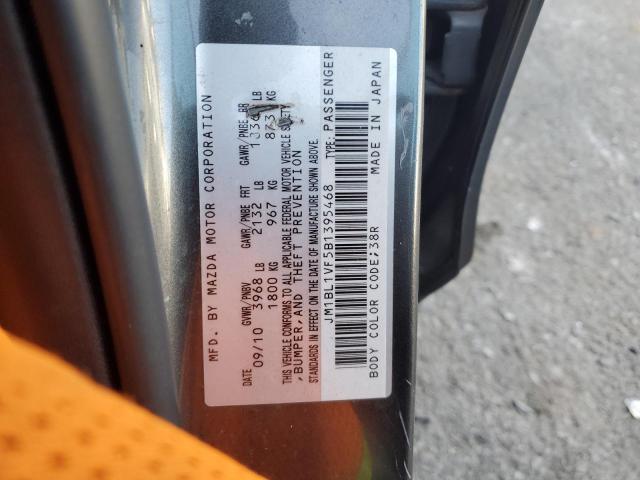 MFD. BY MAZDA MOTOR CORPORATION
DATE GVWR/PNBV GAWR/PNBE FRT GAWR/PNBE RR
09/10 3968 LB 2132 LB LB
1800 KG 967 KG KG
THIS VEHICLE CONFORMS TO ALL APPLICABLE FEDERAL MOTOR VEHICLE SAFETY
, BUMPER, AND THEFT PREVENTION
STANDARDS IN EFFECT ON THE DATE OF MANUFACTURE SHOWN ABOVE.
JM1BL1VF5B1395468 TYPE: PASSENGER
BODY COLOR CODE;38R MADE IN JAPAN